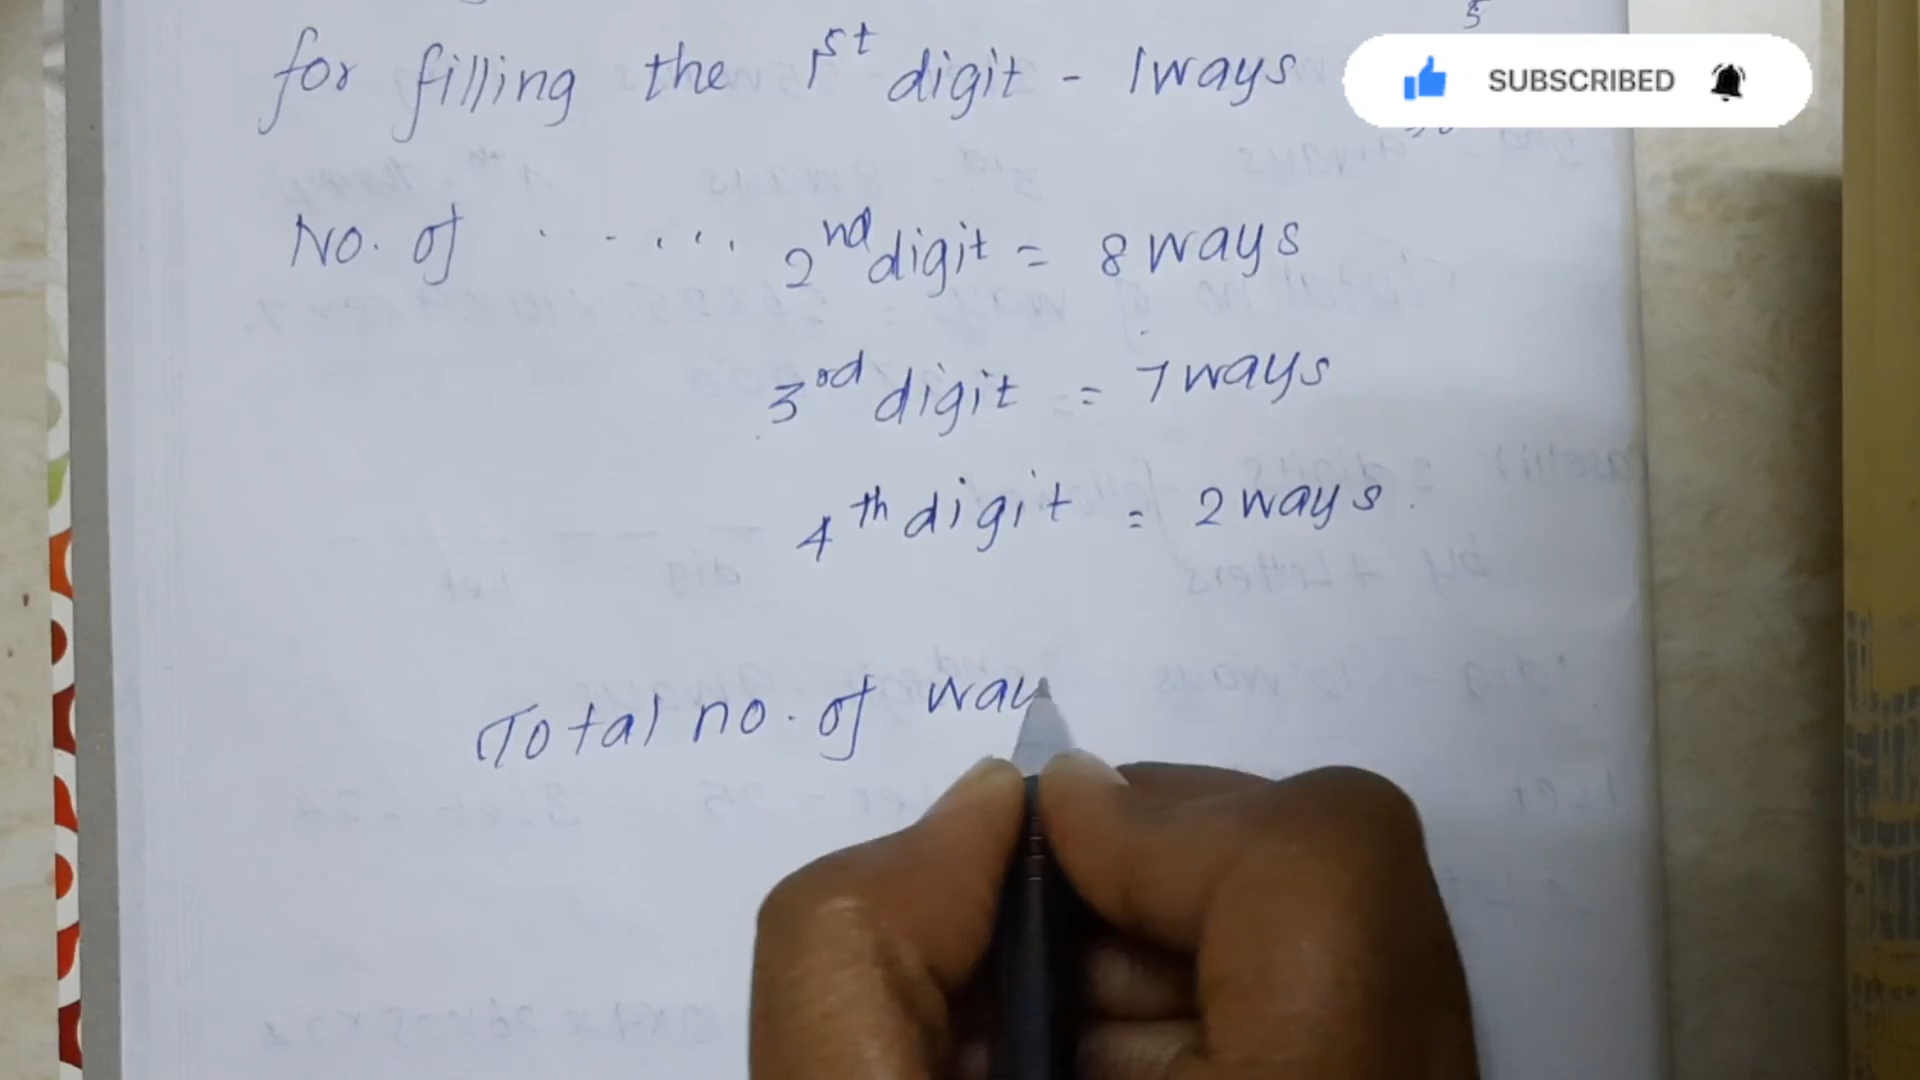 5
for filling the 1st digit - 1ways
SUBSCRIBED
No. of ...... 2nd digit = 8 ways
3rd digit = 7 ways
4th digit = 2 ways
Total no. of way